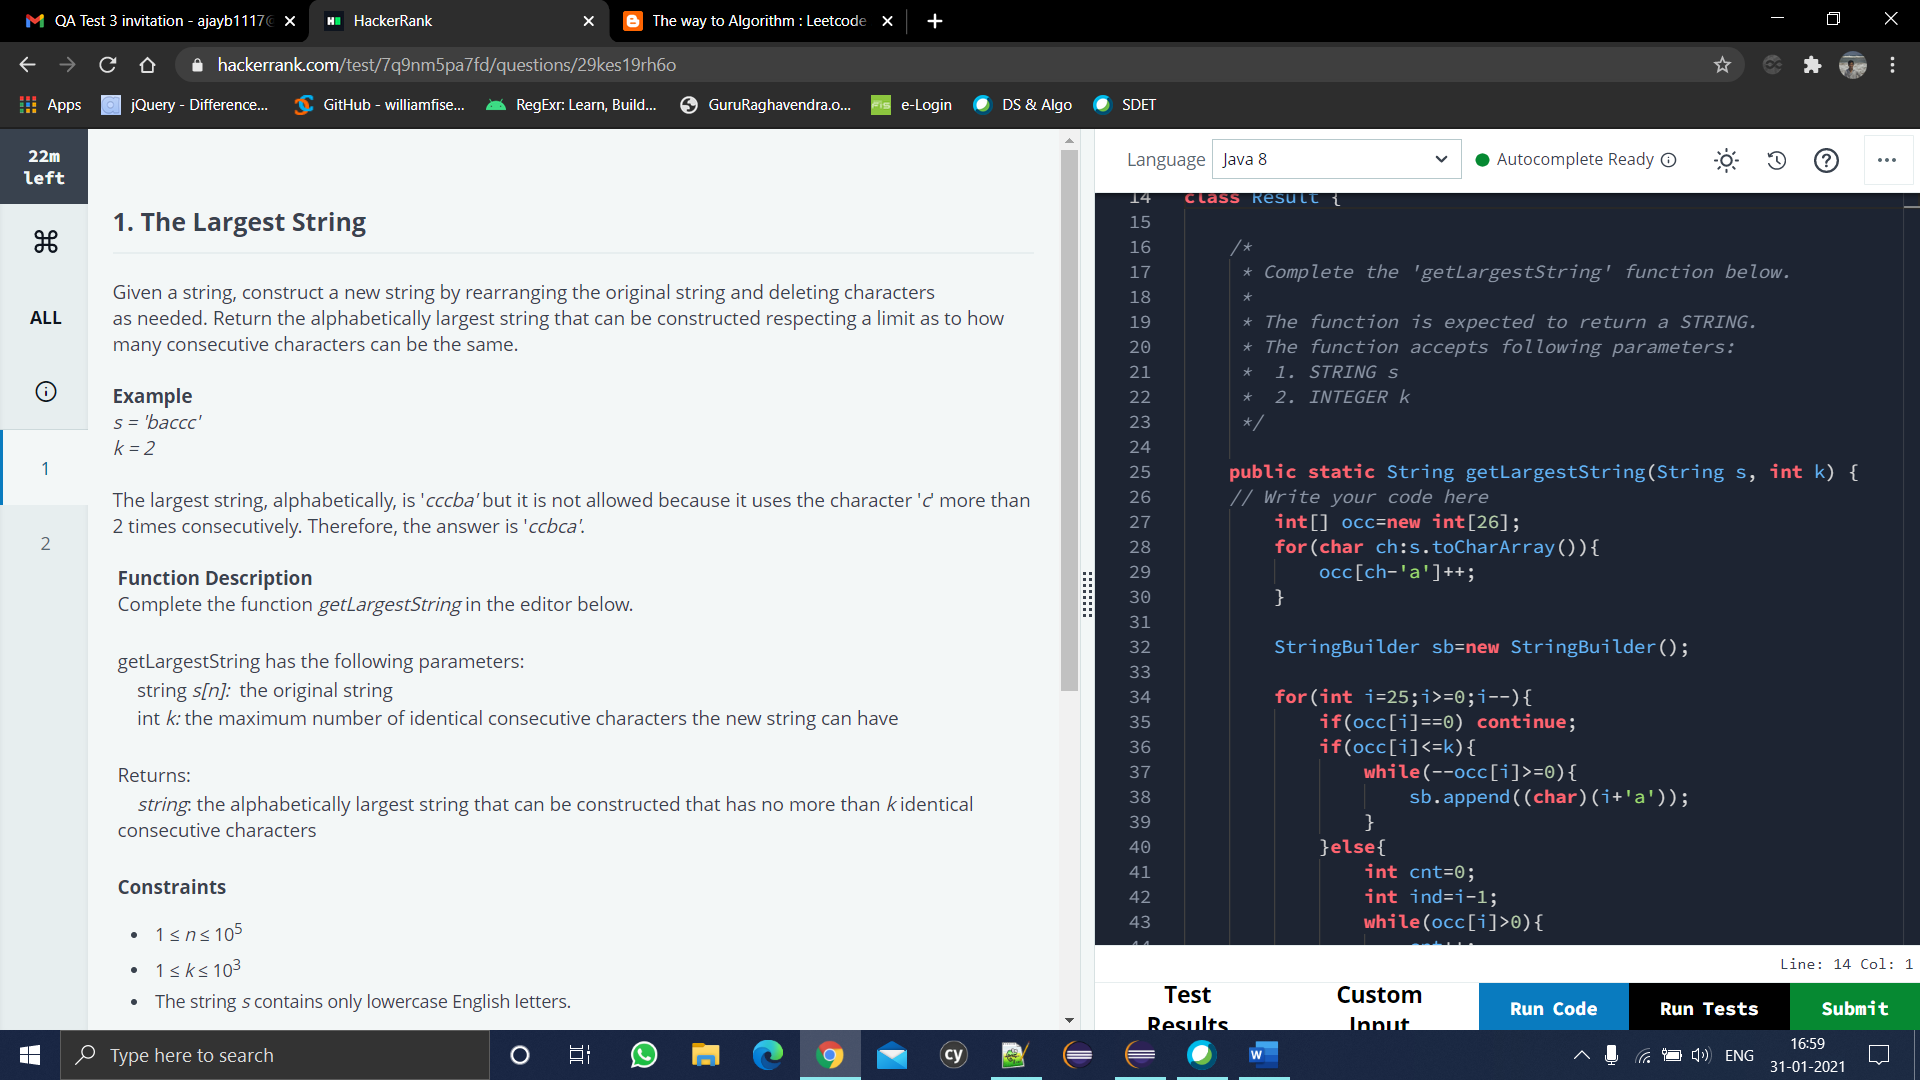 QA Test 3 invitation - ajayb1117@
HackerRank
The way to Algorithm : Leetcode
hackerrank.com/test/7q9nm5pa7fd/questions/29kes19rh6o
Apps
jQuery - Difference...
GitHub - williamfise...
RegExr: Learn, Build...
GuruRaghavendra.o...
fis
e-Login
DS & Algo
SDET
22m
left
ALL
1
2
1. The Largest String
Given a string, construct a new string by rearranging the original string and deleting characters
as needed. Return the alphabetically largest string that can be constructed respecting a limit as to how
many consecutive characters can be the same.
Example
s = 'baccc'
k = 2
The largest string, alphabetically, is 'cccba' but it is not allowed because it uses the character 'c' more than
2 times consecutively. Therefore, the answer is 'ccbca'.
Function Description
Complete the function getLargestString in the editor below.
getLargestString has the following parameters:
string s[n]: the original string
int k: the maximum number of identical consecutive characters the new string can have
Returns:
string: the alphabetically largest string that can be constructed that has no more than k identical
consecutive characters
Constraints
• 1 ≤ n ≤ 10⁵
• 1 ≤ k ≤ 10³
• The string s contains only lowercase English letters.
Language
Java 8
Autocomplete Ready
14 class Result {
15
16 /*
17 * Complete the 'getLargestString' function below.
18 *
19 * The function is expected to return a STRING.
20 * The function accepts following parameters:
21 * 1. STRING s
22 * 2. INTEGER k
23 */
24
25 public static String getLargestString(String s, int k) {
26 // Write your code here
27 int[] occ=new int[26];
28 for(char ch:s.toCharArray()){
29 occ[ch-'a']++;
30 }
31
32 StringBuilder sb=new StringBuilder();
33
34 for(int i=25;i>=0;i--){
35 if(occ[i]==0) continue;
36 if(occ[i]<=k){
37 while(--occ[i]>=0){
38 sb.append((char)(i+'a'));
39 }
40 }else{
41 int cnt=0;
42 int ind=i-1;
43 while(occ[i]>0){
44 cnt++;
Line: 14 Col: 1
Test
Results
Custom
Input
Run Code
Run Tests
Submit
Type here to search
cy
W
ENG
16:59
31-01-2021